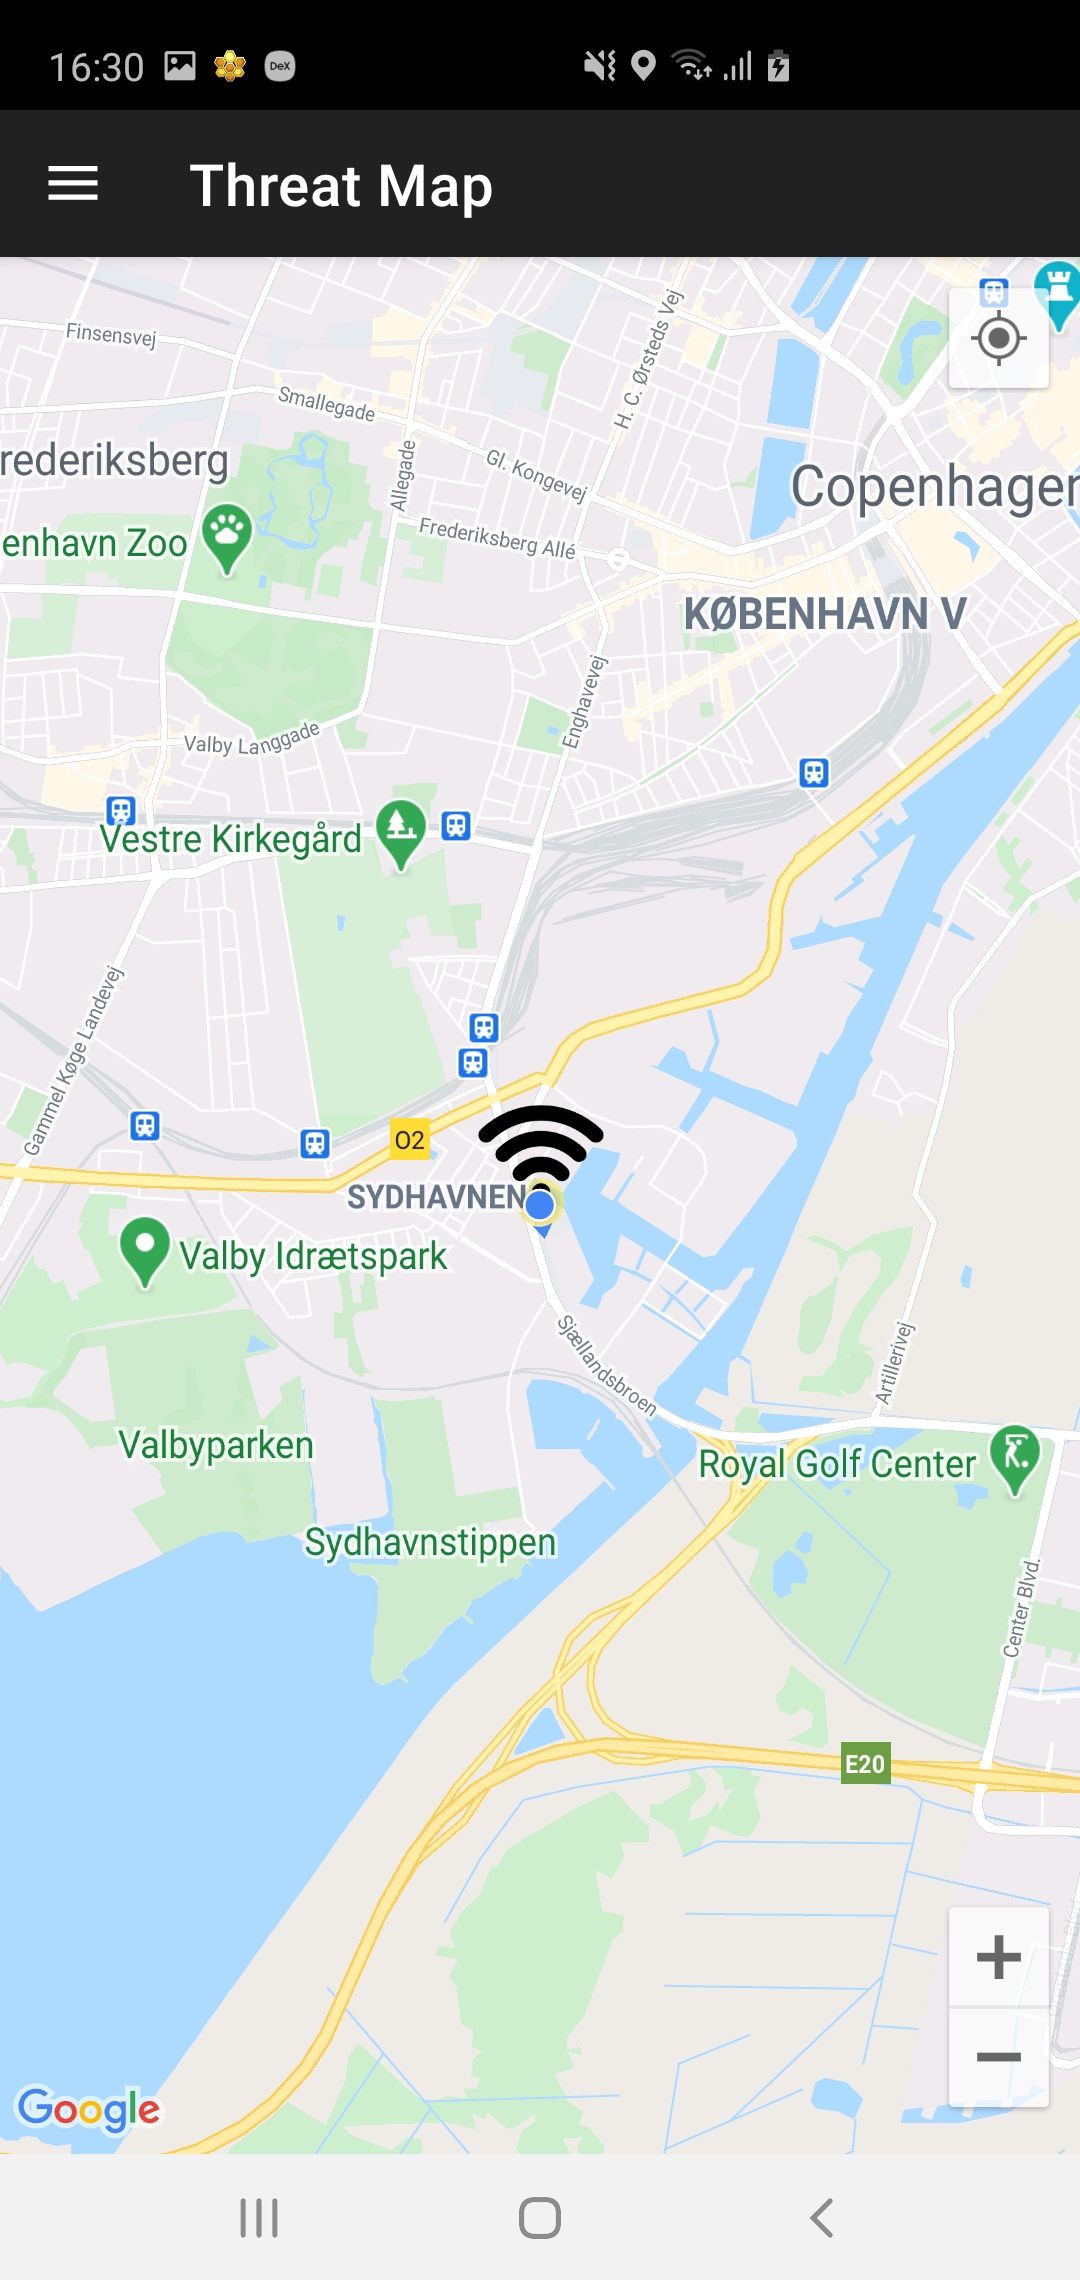 16:30
DeX
Threat Map
Finsensvej
Smallegade
H. C. Ørsteds Vej
rederiksberg
Allegade
Gl. Kongevej
Copenhagen
enhavn Zoo
Frederiksberg Allé
KØBENHAVN V
Enghavevej
Valby Langgade
Vestre Kirkegård
Gammel Køge Landevej
O2
SYDHAVNEN
Valby Idrætspark
Sjællandsbroen
Artillerivej
Valbyparken
Royal Golf Center
Sydhavnstippen
Center Blvd.
E20
Google